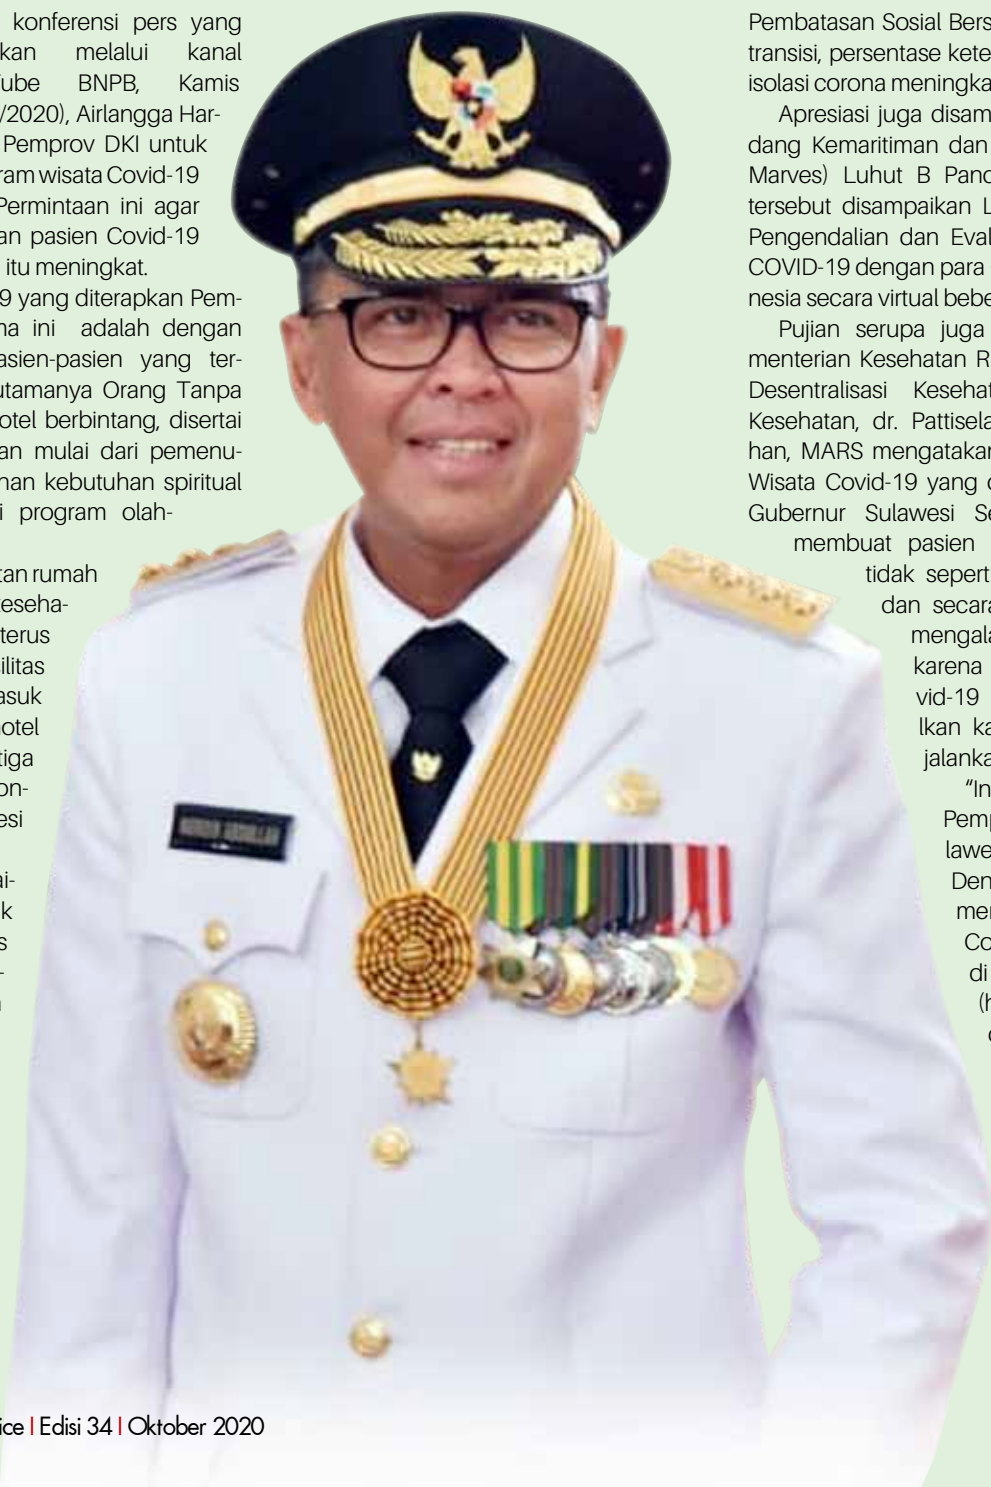 konferensi pers yang
kan melalui kanal
ube BNPB, Kamis
/2020), Airlangga Har-
Pemprov DKI untuk
ram wisata Covid-19
Permintaan ini agar
an pasien Covid-19
itu meningkat.
9 yang diterapkan Pem-
na ini adalah dengan
asien-pasien yang ter-
utamanya Orang Tanpa
otel berbintang, disertai
an mulai dari pemenu-
han kebutuhan spiritual
i program olah-
tan rumah
keseha-
terus
ilitas
asuk
hotel
tiga
on-
esi
ai-
k
s
-
Pembatasan Sosial Bers
transisi, persentase kete
isolasi corona meningka
Apresiasi juga disam
dang Kemaritiman dan
Marves) Luhut B Pand
tersebut disampaikan L
Pengendalian dan Eval
COVID-19 dengan para
nesia secara virtual bebe
Pujian serupa juga
menterian Kesehatan R
Desentralisasi Kesehat
Kesehatan, dr. Pattisela
han, MARS mengatakan
Wisata Covid-19 yang d
Gubernur Sulawesi Se
membuat pasien
tidak sepert
dan secara
mengala
karena
vid-19
lkan ka
jalanka
“In
Pemp
lawe
Den
mer
Co
di
(h
ice | Edisi 34 | Oktober 2020